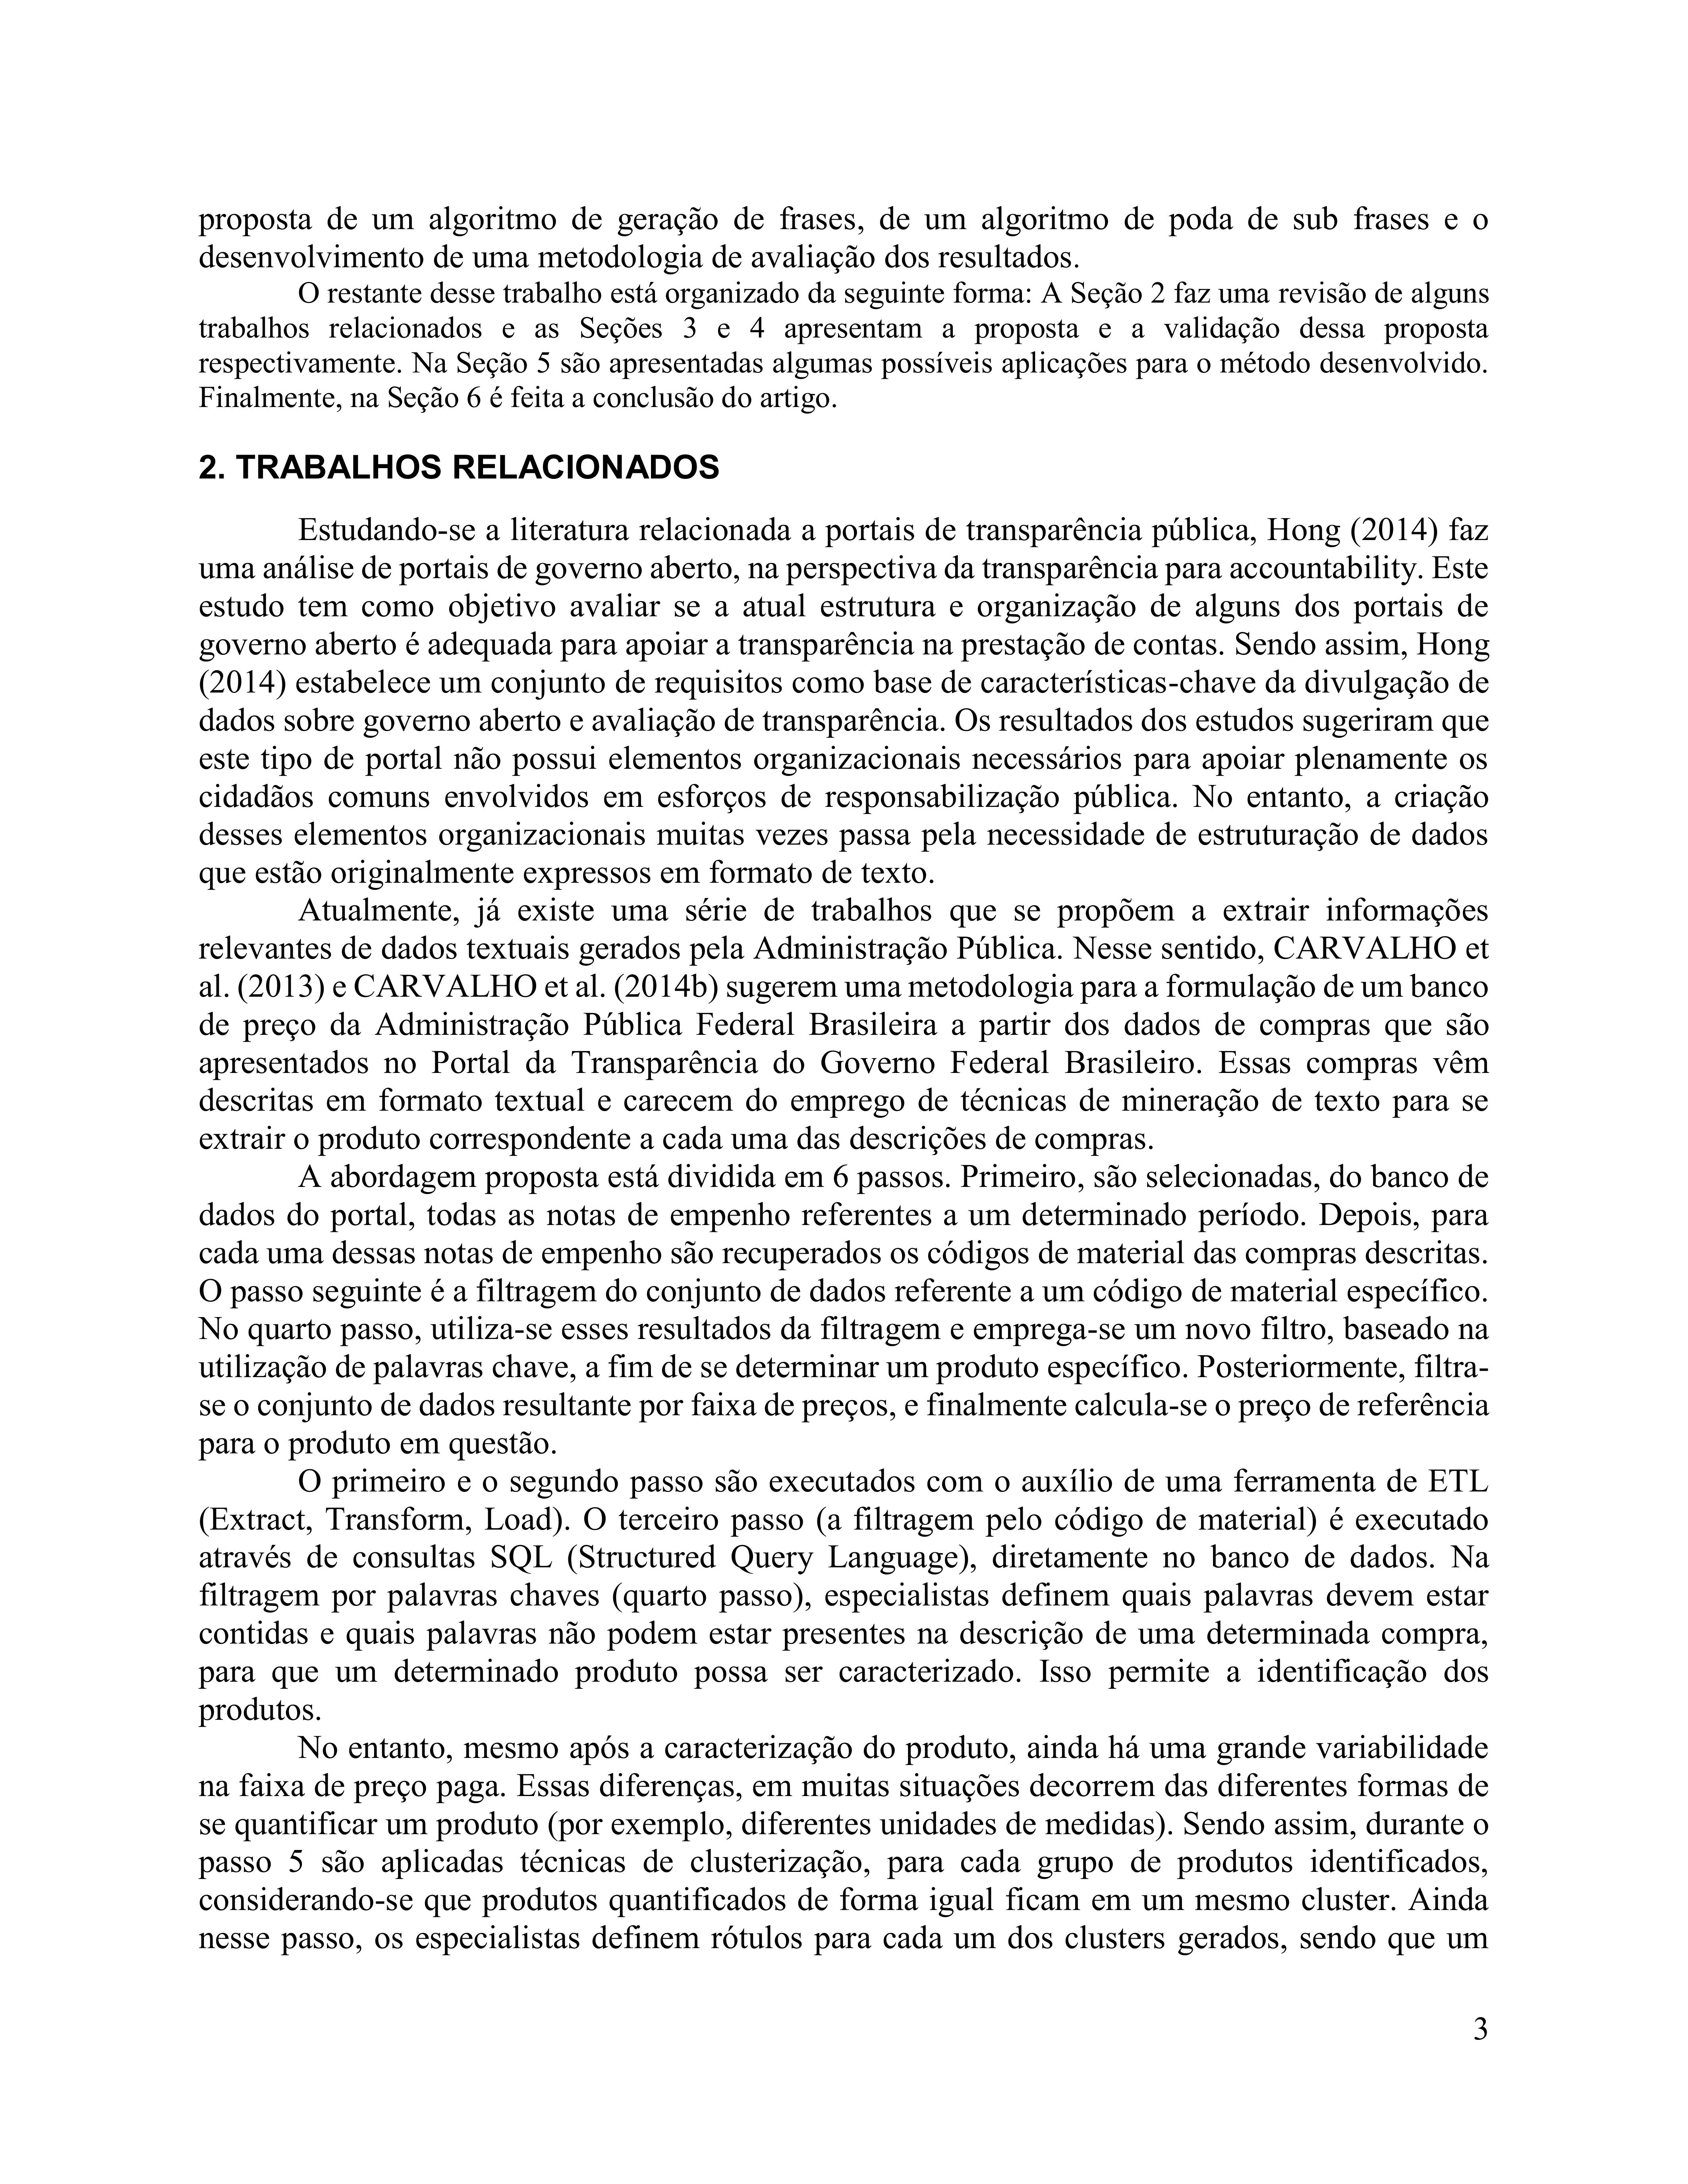 proposta de um algoritmo de geração de frases, de um algoritmo de poda de sub frases e o
desenvolvimento de uma metodologia de avaliação dos resultados.
O restante desse trabalho está organizado da seguinte forma: A Seção 2 faz uma revisão de alguns
trabalhos relacionados e as Seções 3 e 4 apresentam a proposta e a validação dessa proposta
respectivamente. Na Seção 5 são apresentadas algumas possíveis aplicações para o método desenvolvido.
Finalmente, na Seção 6 é feita a conclusão do artigo.
2. TRABALHOS RELACIONADOS
Estudando-se a literatura relacionada a portais de transparência pública, Hong (2014) faz
uma análise de portais de governo aberto, na perspectiva da transparência para accountability. Este
estudo tem como objetivo avaliar se a atual estrutura e organização de alguns dos portais de
governo aberto é adequada para apoiar a transparência na prestação de contas. Sendo assim, Hong
(2014) estabelece um conjunto de requisitos como base de características-chave da divulgação de
dados sobre governo aberto e avaliação de transparência. Os resultados dos estudos sugeriram que
este tipo de portal não possui elementos organizacionais necessários para apoiar plenamente os
cidadãos comuns envolvidos em esforços de responsabilização pública. No entanto, a criação
desses elementos organizacionais muitas vezes passa pela necessidade de estruturação de dados
que estão originalmente expressos em formato de texto.
Atualmente, já existe uma série de trabalhos que se propõem a extrair informações
relevantes de dados textuais gerados pela Administração Pública. Nesse sentido, CARVALHO et
al. (2013) e CARVALHO et al. (2014b) sugerem uma metodologia para a formulação de um banco
de preço da Administração Pública Federal Brasileira a partir dos dados de compras que são
apresentados no Portal da Transparência do Governo Federal Brasileiro. Essas compras vêm
descritas em formato textual e carecem do emprego de técnicas de mineração de texto para se
extrair o produto correspondente a cada uma das descrições de compras.
A abordagem proposta está dividida em 6 passos. Primeiro, são selecionadas, do banco de
dados do portal, todas as notas de empenho referentes a um determinado período. Depois, para
cada uma dessas notas de empenho são recuperados os códigos de material das compras descritas.
O passo seguinte é a filtragem do conjunto de dados referente a um código de material específico.
No quarto passo, utiliza-se esses resultados da filtragem e emprega-se um novo filtro, baseado na
utilização de palavras chave, a fim de se determinar um produto específico. Posteriormente, filtra-
se o conjunto de dados resultante por faixa de preços, e finalmente calcula-se o preço de referência
para o produto em questão.
O primeiro e o segundo passo são executados com o auxílio de uma ferramenta de ETL
(Extract, Transform, Load). O terceiro passo (a filtragem pelo código de material) é executado
através de consultas SQL (Structured Query Language), diretamente no banco de dados. Na
filtragem por palavras chaves (quarto passo), especialistas definem quais palavras devem estar
contidas e quais palavras não podem estar presentes na descrição de uma determinada compra,
para que um determinado produto possa ser caracterizado. Isso permite a identificação dos
produtos.
No entanto, mesmo após a caracterização do produto, ainda há uma grande variabilidade
na faixa de preço paga. Essas diferenças, em muitas situações decorrem das diferentes formas de
se quantificar um produto (por exemplo, diferentes unidades de medidas). Sendo assim, durante o
passo 5 são aplicadas técnicas de clusterização, para cada grupo de produtos identificados,
considerando-se que produtos quantificados de forma igual ficam em um mesmo cluster. Ainda
nesse passo, os especialistas definem rótulos para cada um dos clusters gerados, sendo que um
3